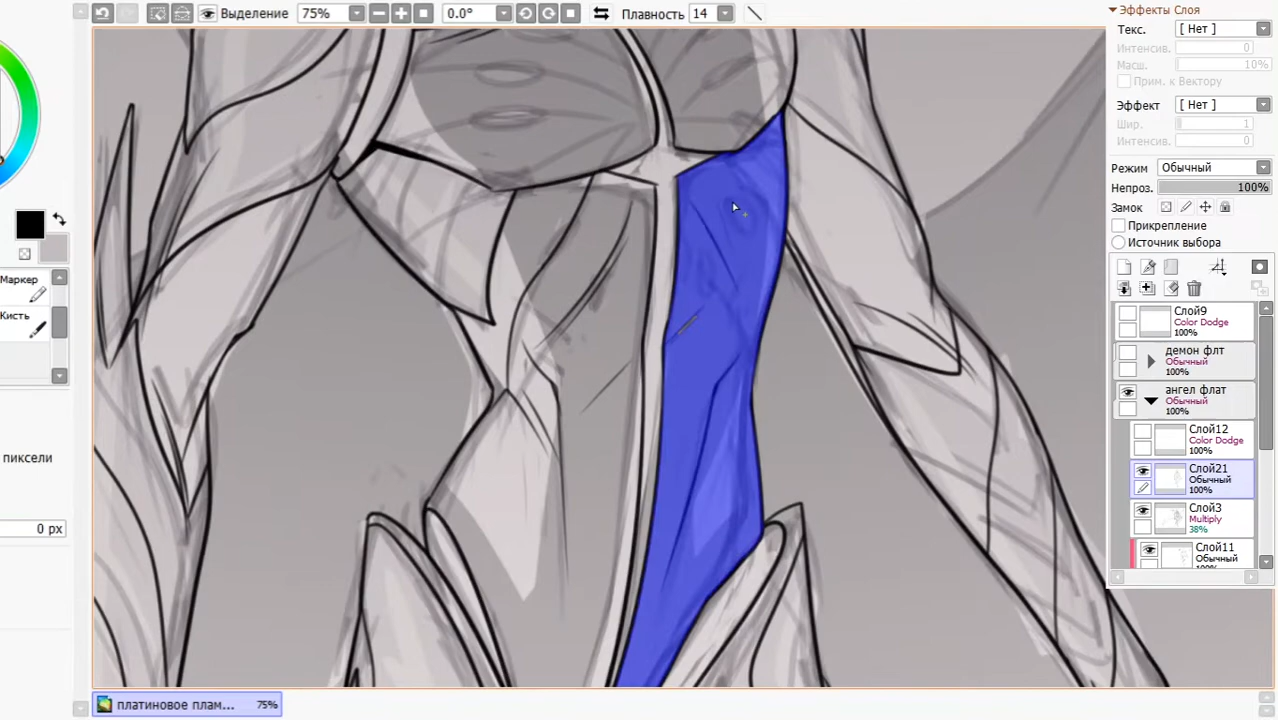 Выделение 75% 0.0° Плавность 14
Эффекты Слоя
Текс. [ Нет ]
Интенсив. 0
Масш. 10%
Прим. к Вектору
Эффект [ Нет ]
Шир. 1
Интенсив. 0
Режим Обычный
Непроз. 100%
Замок
Прикрепление
Источник выбора
Маркер
Кисть
пиксели
0 px
Слой9
Color Dodge
100%
демон флт
Обычный
100%
ангел флат
Обычный
100%
Слой12
Color Dodge
100%
Слой21
Обычный
100%
Слой3
Multiply
38%
Слой11
Обычный
100%
платиновое плам... 75%